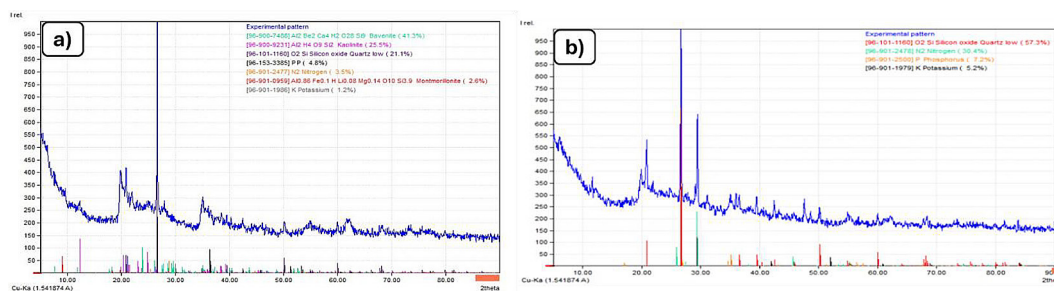 I rel.
a)
Experimental pattern
[96-900-7486] Al2 Be2 Ca4 H2 O28 Si9 Bavenite ( 41.3%)
[96-900-9231] Al2 H4 O9 Si2 Kaolinite ( 25.5%)
[96-101-1160] O2 Si Silicon oxide Quartz low ( 21.1%)
[96-153-3385] P P ( 4.8%)
[96-901-2477] N2 Nitrogen ( 3.5%)
[96-901-0959] Al0.86 Fe0.1 H Li0.08 Mg0.14 O10 Si3.9 Montmorillonite ( 2.6%)
[96-901-1986] K Potassium ( 1.2%)
950
900
850
800
750
700
650
600
550
500
450
400
350
300
250
200
150
100
50
10.00 20.00 30.00 40.00 50.00 60.00 70.00 80.00
Cu-Ka (1.541874 A)
2theta
I rel.
b)
Experimental pattern
[96-101-1160] O2 Si Silicon oxide Quartz low ( 57.3%)
[96-901-2478] N2 Nitrogen ( 30.4%)
P Phosphorus ( 7.2%)
[96-901-1979] K Potassium ( 5.2%)
950
900
850
800
750
700
650
600
550
500
450
400
350
300
250
200
150
100
50
10.00 20.00 30.00 40.00 50.00 60.00 70.00 80.00
Cu-Ka (1.541874 A)
2theta